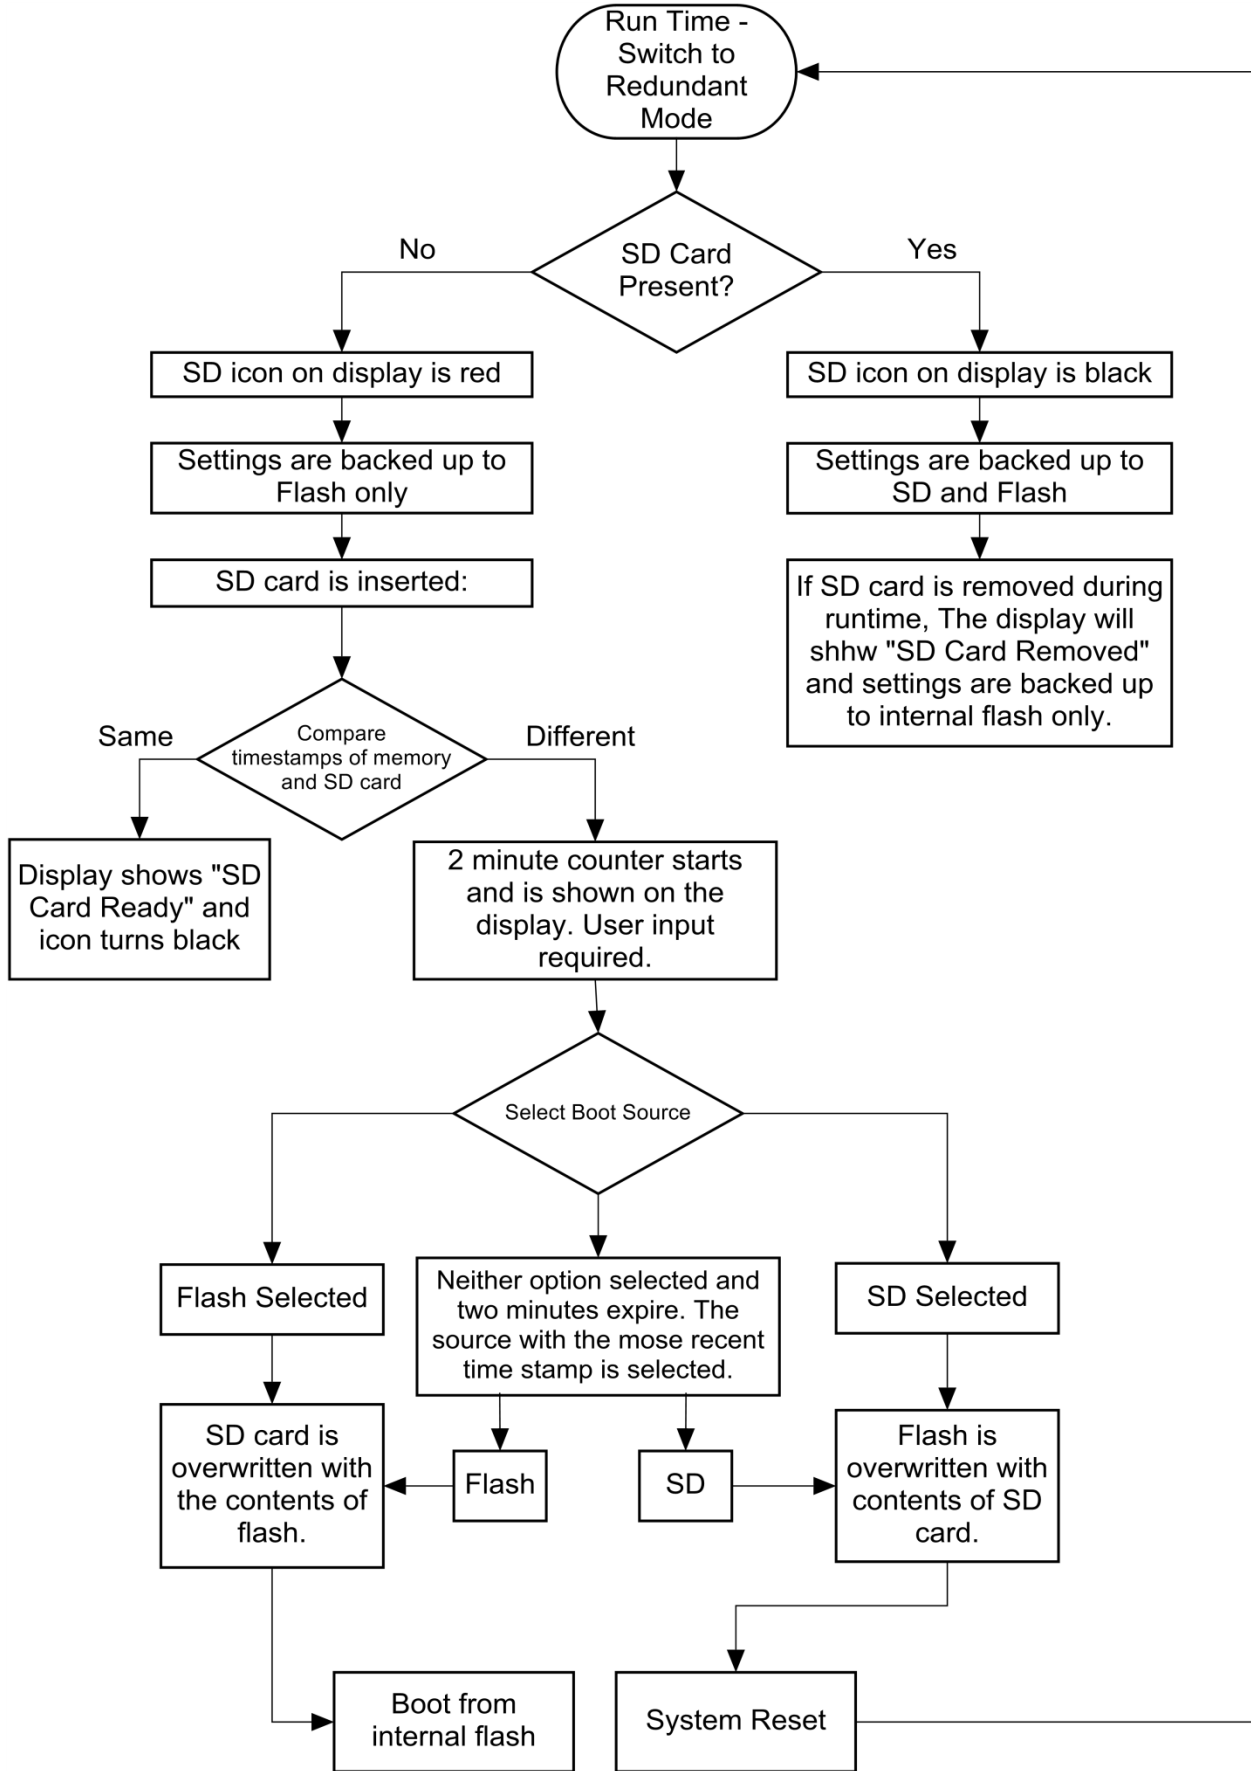 Run Time -
Switch to
Redundant
Mode
SD Card
Present?
No
Yes
SD icon on display is red
SD icon on display is black
Settings are backed up to
Flash only
Settings are backed up to
SD and Flash
SD card is inserted:
If SD card is removed during
runtime, The display will
shhw "SD Card Removed"
and settings are backed up
to internal flash only.
Compare
timestamps of memory
and SD card
Same
Different
Display shows "SD
Card Ready" and
icon turns black
2 minute counter starts
and is shown on the
display. User input
required.
Select Boot Source
Flash Selected
Neither option selected and
two minutes expire. The
source with the mose recent
time stamp is selected.
SD Selected
SD card is
overwritten with
the contents of
flash.
Flash
SD
Flash is
overwritten with
contents of SD
card.
Boot from
internal flash
System Reset